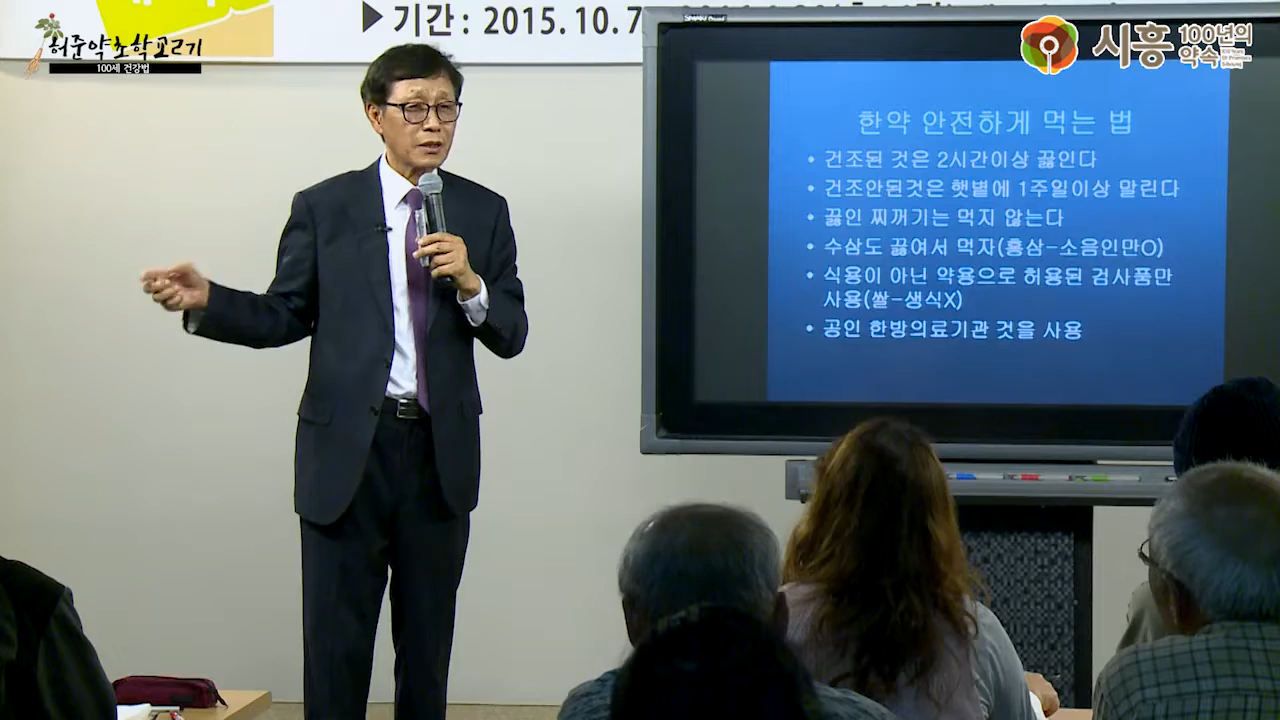 ▶기간 : 2015. 10. 7
허준약초학교2기
100세 건강법
시흥
100년의
약속
한약 안전하게 먹는 법
• 건조된 것은 2시간이상 끓인다
• 건조안된것은 햇볕에 1주일이상 말린다
• 끓인 찌꺼기는 먹지 않는다
• 수삼도 끓여서 먹자(홍삼-소음인만O)
• 식용이 아닌 약용으로 허용된 검사품만
사용(쌀-생식X)
• 공인 한방의료기관 것을 사용